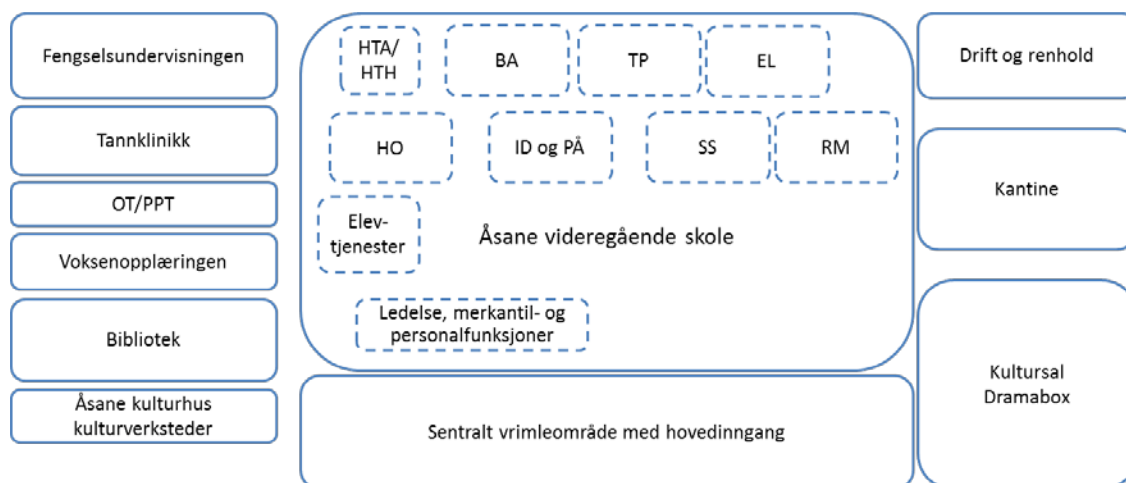 Fengselsundervisningen
Tannklinikk
OT/PPT
Voksenopplæringen
Bibliotek
Åsane kulturhus
kulturverksteder
HTA/
HTH
BA
TP
EL
HO
ID og PÅ
SS
RM
Elev-
tjenester
Åsane videregående skole
Ledelse, merkantil- og
personalfunksjoner
Sentralt vrimleområde med hovedinngang
Drift og renhold
Kantine
Kultursal
Dramabox